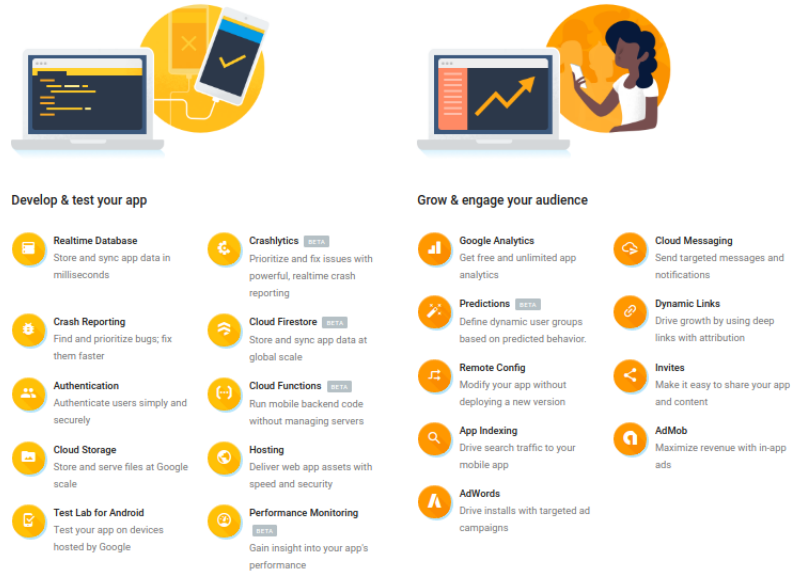 Develop & test your app
Realtime Database
Store and sync app data in
milliseconds
Crash Reporting
Find and prioritize bugs; fix
them faster
Authentication
Authenticate users simply and
securely
Cloud Storage
Store and serve files at Google
scale
Test Lab for Android
Test your app on devices
hosted by Google
Crashlytics BETA
Prioritize and fix issues with
powerful, realtime crash
reporting
Cloud Firestore BETA
Store and sync app data at
global scale
Cloud Functions BETA
Run mobile backend code
without managing servers
Hosting
Deliver web app assets with
speed and security
Performance Monitoring
BETA
Gain insight into your app's
performance
Grow & engage your audience
Google Analytics
Get free and unlimited app
analytics
Predictions BETA
Define dynamic user groups
based on predicted behavior.
Remote Config
Modify your app without
deploying a new version
App Indexing
Drive search traffic to your
mobile app
AdWords
Drive installs with targeted ad
campaigns
Cloud Messaging
Send targeted messages and
notifications
Dynamic Links
Drive growth by using deep
links with attribution
Invites
Make it easy to share your app
and content
AdMob
Maximize revenue with in-app
ads